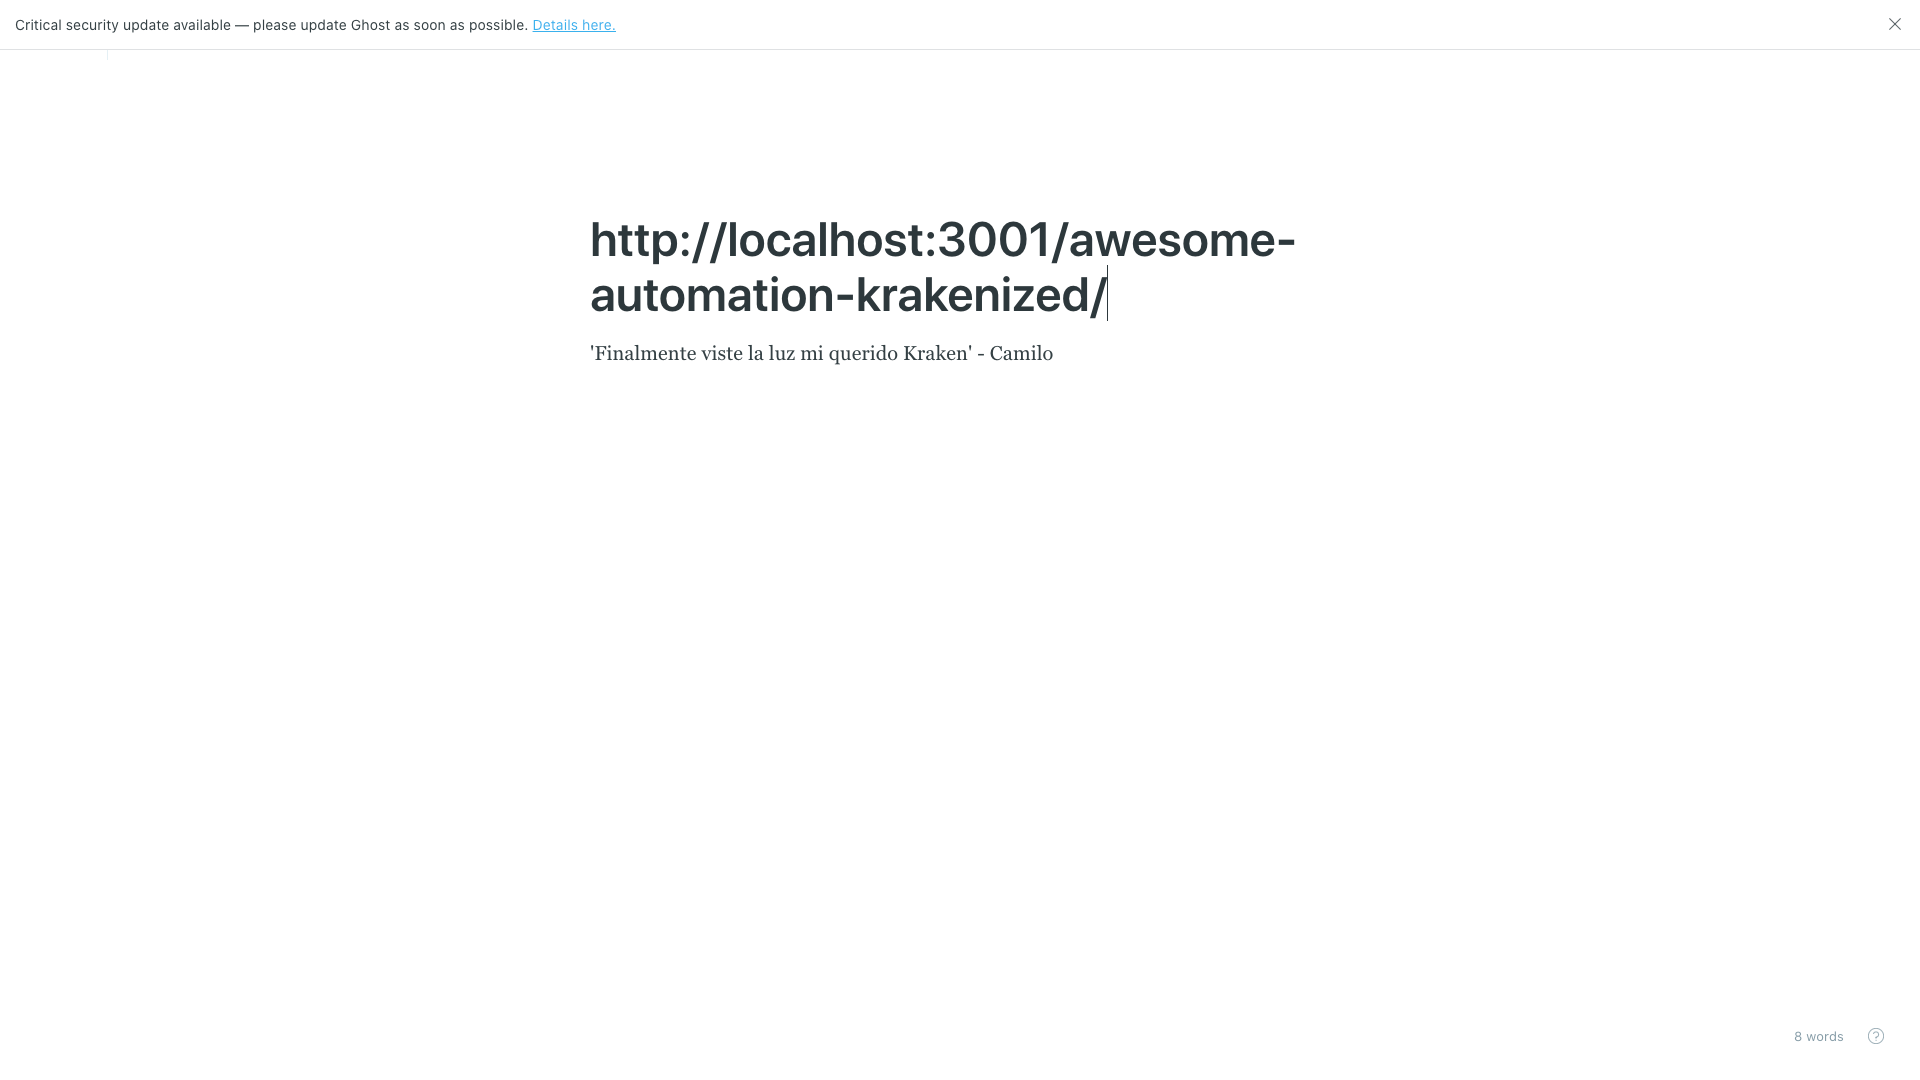 Critical security update available — please update Ghost as soon as possible. Details here.
http://localhost:3001/awesome-
automation-krakenized/
'Finalmente viste la luz mi querido Kraken' - Camilo
8 words
?